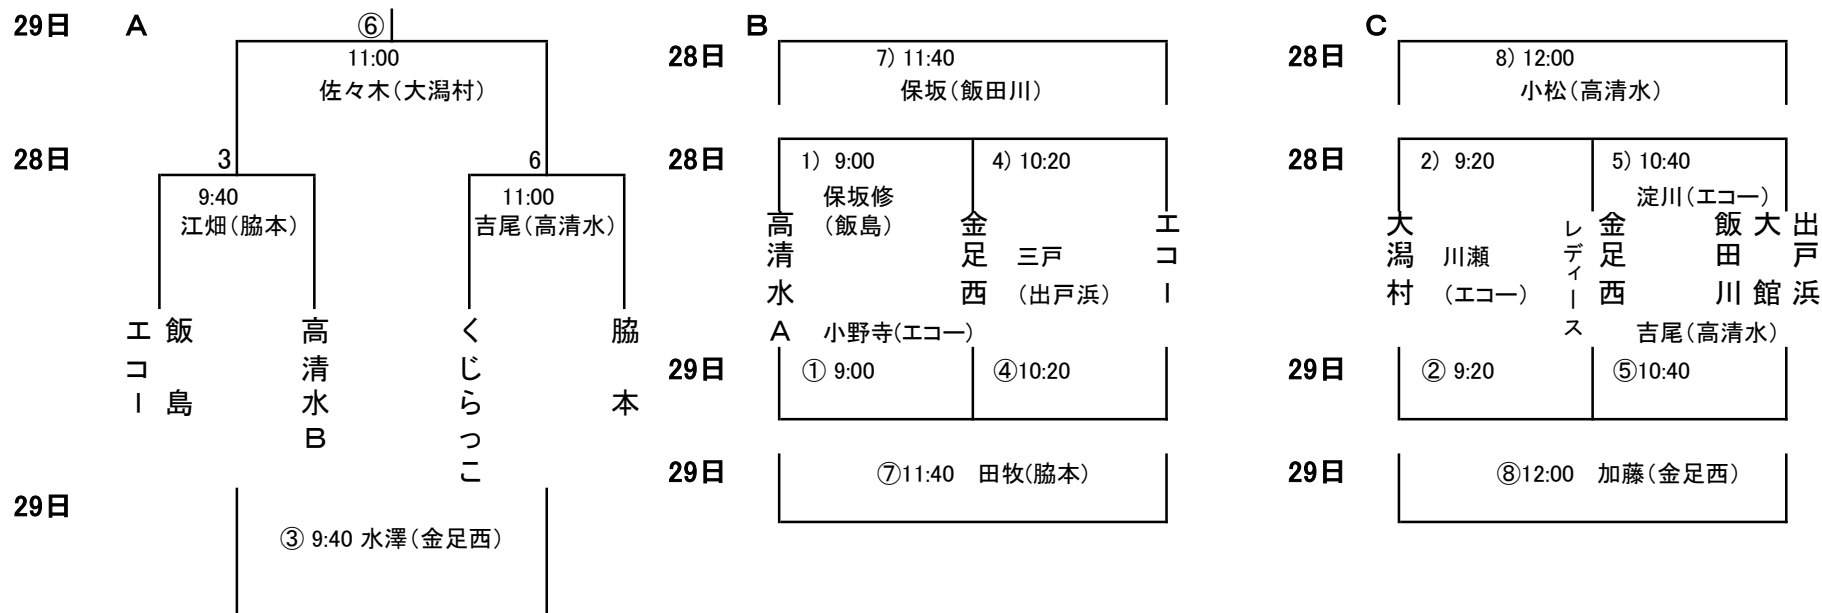 29日 A ⑥
11:00
佐々木(大潟村)
28日 3 6
9:40 11:00
江畑(脇本) 吉尾(高清水)
エコー
飯島
高清水B
くじらっこ
脇本
29日
③ 9:40 水澤(金足西)
B
28日 7) 11:40
保坂(飯田川)
28日 1) 9:00 4) 10:20
保坂修
(飯島)
高清水A
金足西
三戸
(出戸浜)
エコー
小野寺(エコー)
29日 ① 9:00 ④10:20
29日 ⑦11:40 田牧(脇本)
C
28日 8) 12:00
小松(高清水)
28日 2) 9:20 5) 10:40
淀川(エコー)
大潟村
川瀬
(エコー)
レディース
金足西
飯田川
大館
出戸浜
吉尾(高清水)
29日 ② 9:20 ⑤10:40
29日 ⑧12:00 加藤(金足西)